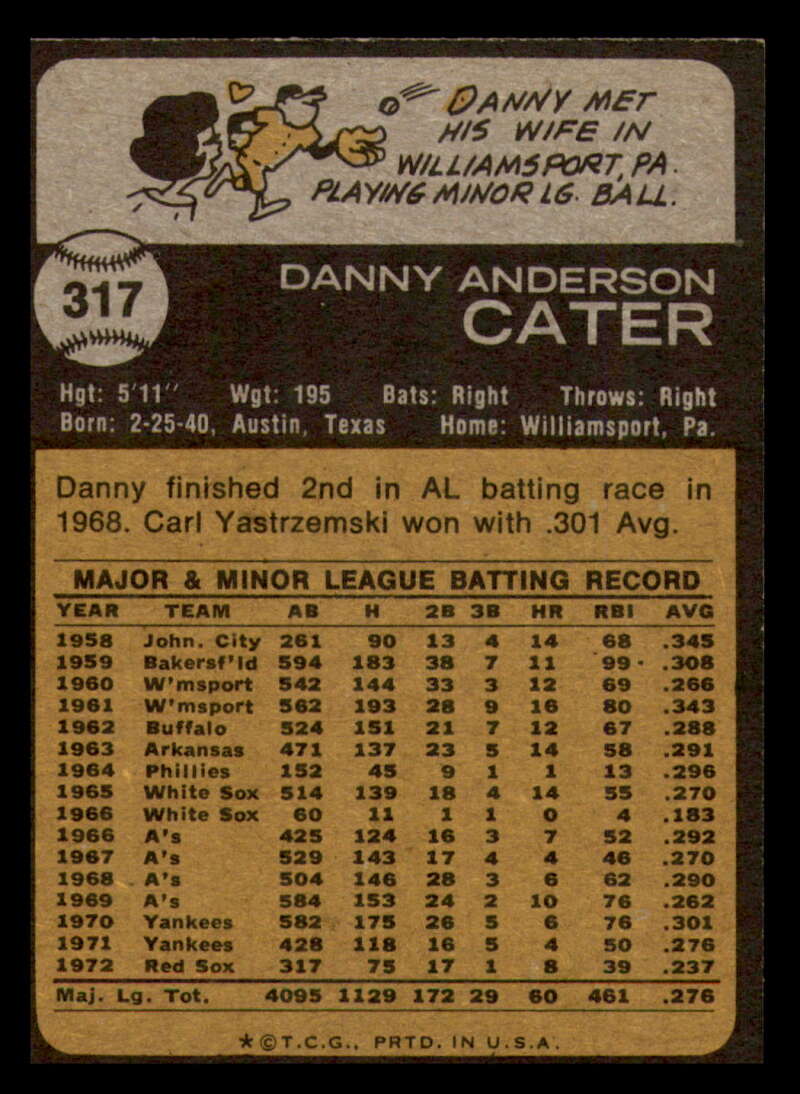 DANNY MET
HIS WIFE IN
WILLIAMSPORT, PA.
PLAYING MINOR LG. BALL.
317
DANNY ANDERSON
CATER
Hgt: 5'11" Wgt: 195 Bats: Right Throws: Right
Born: 2-25-40, Austin, Texas Home: Williamsport, Pa.
Danny finished 2nd in AL batting race in
1968. Carl Yastrzemski won with .301 Avg.
MAJOR & MINOR LEAGUE BATTING RECORD
YEAR TEAM AB H 2B 3B HR RBI AVG
1958 John. City 261 90 13 4 14 68 .345
1959 Bakersf'ld 594 183 38 7 11 99 .308
1960 W'msport 542 144 33 3 12 69 .266
1961 W'msport 562 193 28 9 16 80 .343
1962 Buffalo 524 151 21 7 12 67 .288
1963 Arkansas 471 137 23 5 14 58 .291
1964 Phillies 152 45 9 1 1 13 .296
1965 White Sox 514 139 18 4 14 55 .270
1966 White Sox 60 11 1 1 0 4 .183
1966 A's 425 124 16 3 7 52 .292
1967 A's 529 143 17 4 4 46 .270
1968 A's 504 146 28 3 6 62 .290
1969 A's 584 153 24 2 10 76 .262
1970 Yankees 582 175 26 5 6 76 .301
1971 Yankees 428 118 16 5 4 50 .276
1972 Red Sox 317 75 17 1 8 39 .237
Maj. Lg. Tot. 4095 1129 172 29 60 461 .276
*©T.C.G., PRTD. IN U.S.A.